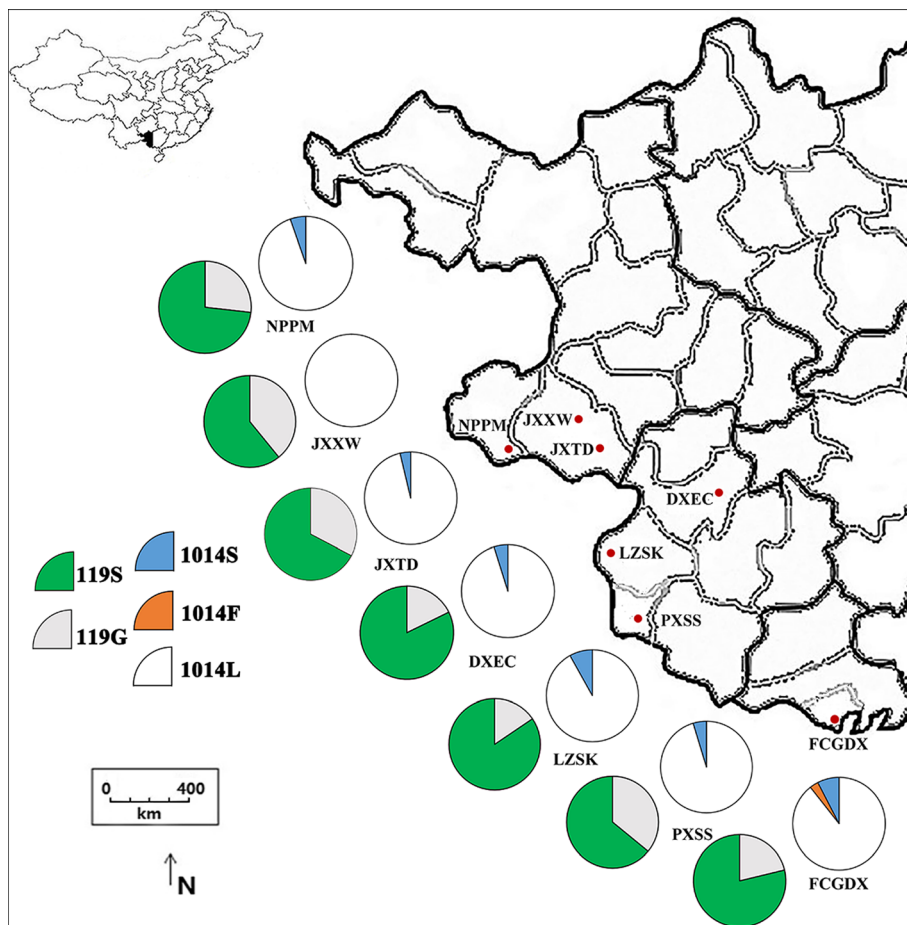 NPPM
JXXW
NPPM
JXXW
JXTD
DXEC
JXTD
119S
1014S
LZSK
1014F
119G
PXSS
1014L
DXEC
FCGDX
LZSK
0 400
km
PXSS
FCGDX
N